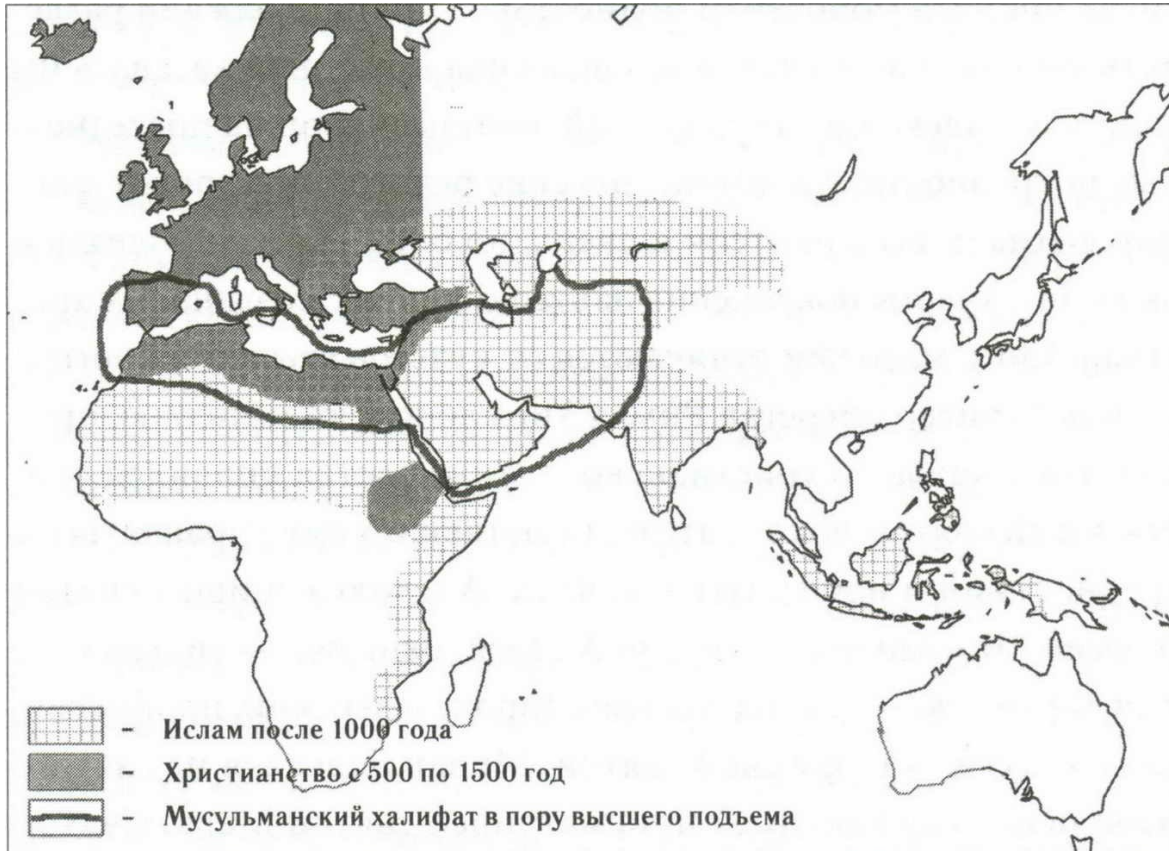 Ислам после 1000 года
Христианство с 500 по 1500 год
Мусульманский халифат в пору высшего подъема